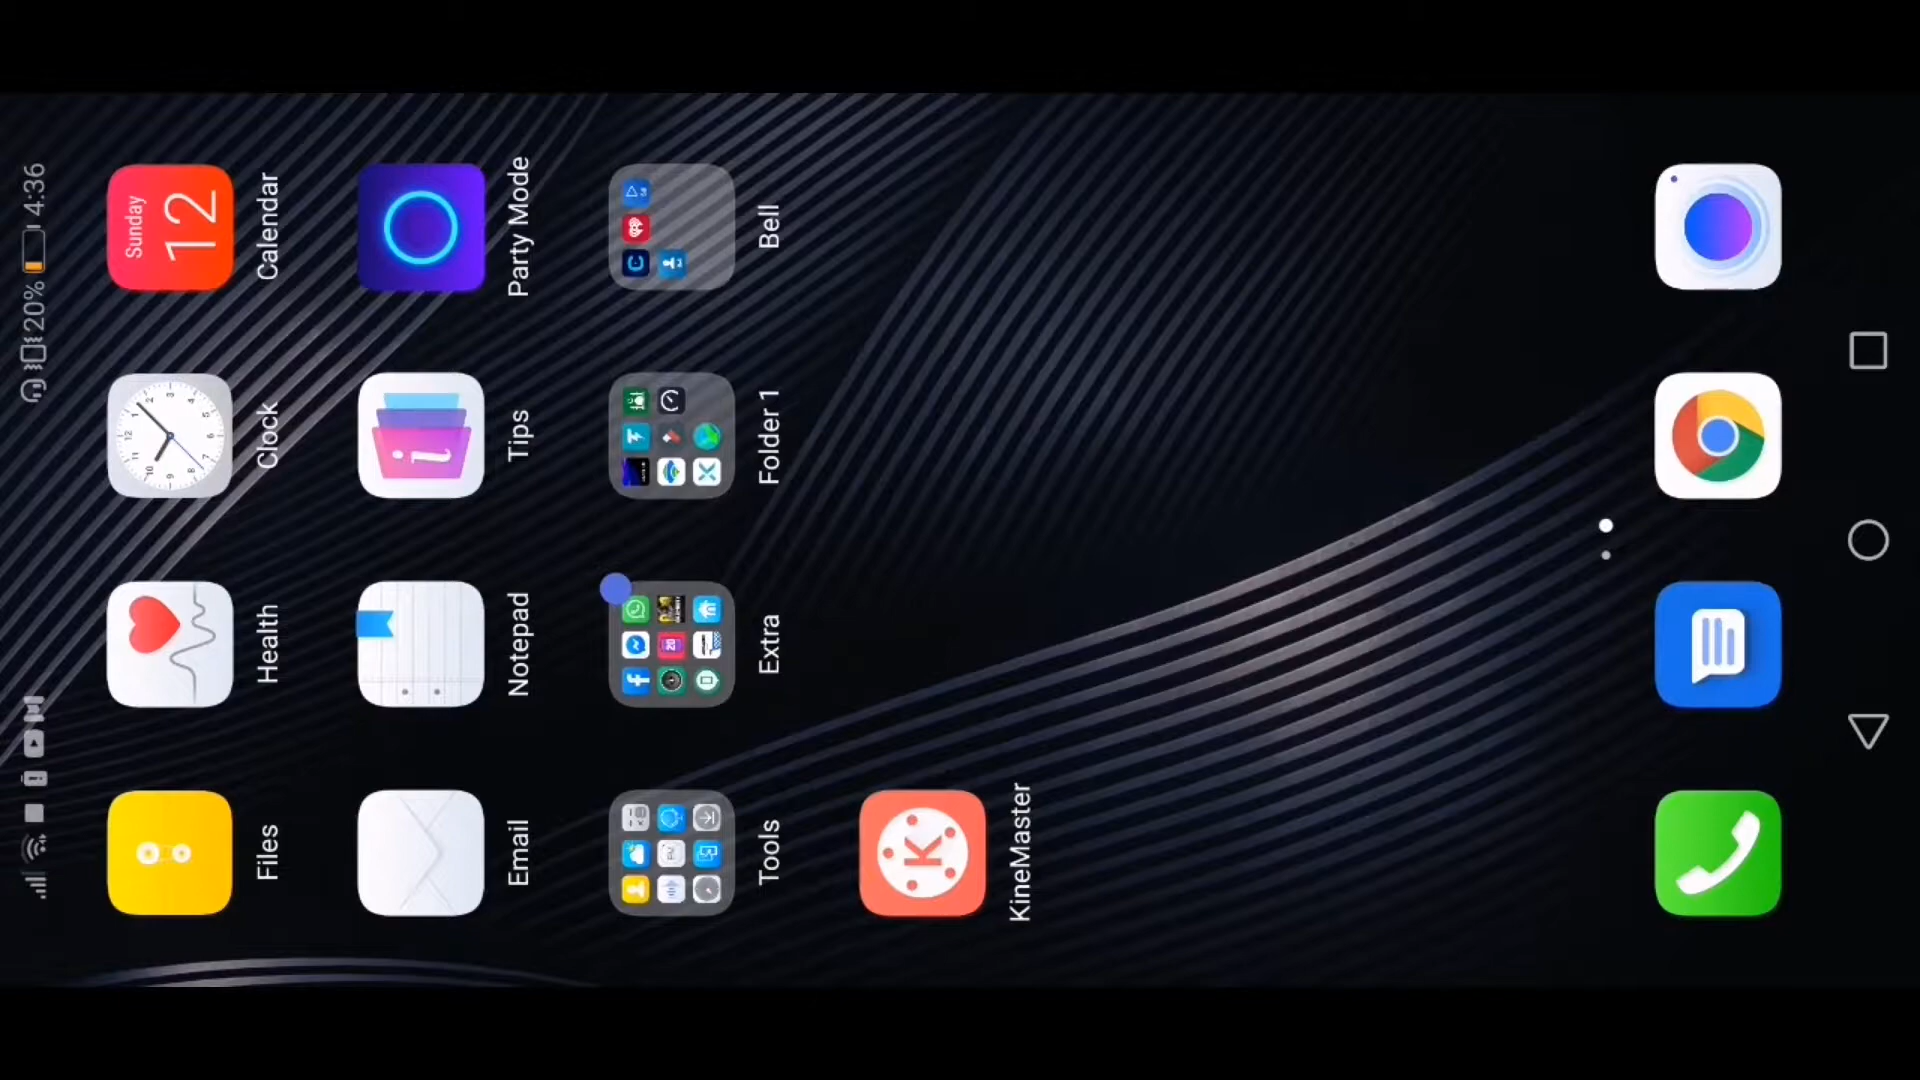 20% 4:36
Files
Health
Clock
Sunday
12
Calendar
Email
Notepad
Tips
Party Mode
Tools
Extra
Folder 1
Bell
K
KineMaster